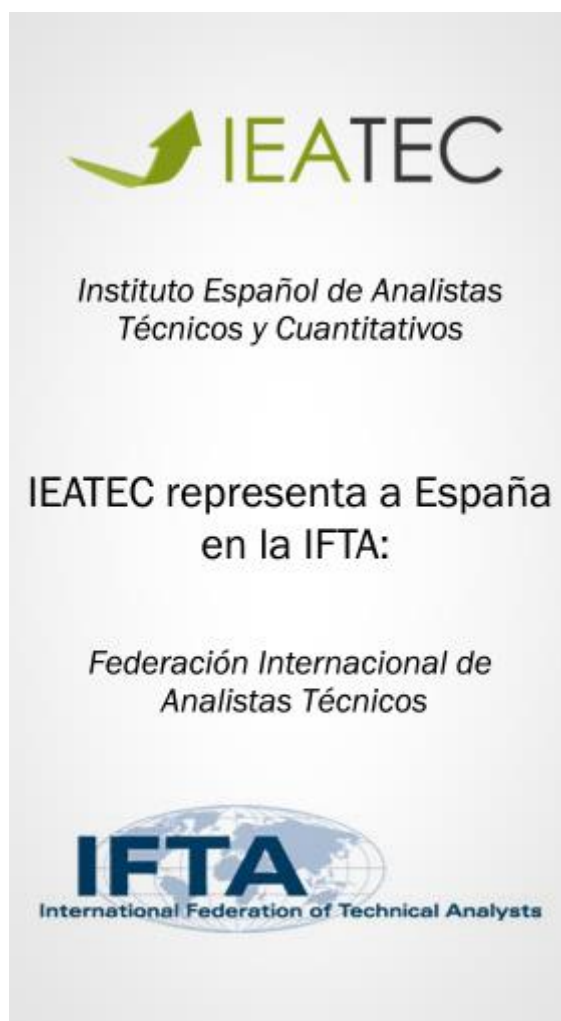 IEATEC
Instituto Español de Analistas
Técnicos y Cuantitativos
IEATEC representa a España
en la IFTA:
Federación Internacional de
Analistas Técnicos
IFTA
International Federation of Technical Analysts